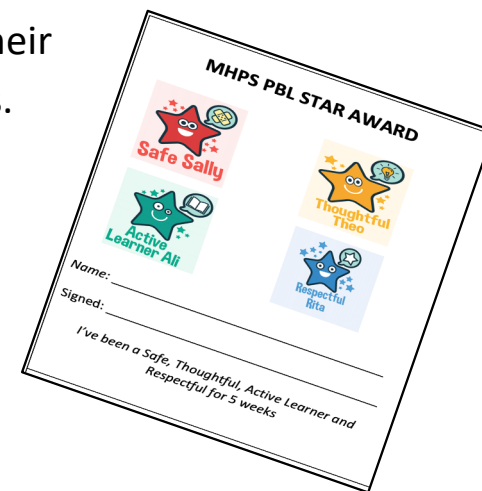 heir
MHPS PBL STAR AWARD
Safe Sally
Thoughtful
Theo
Active
Learner Ali
Respectful
Rita
Name:
Signed:
I've been a Safe, Thoughtful, Active Learner and
Respectful for 5 weeks